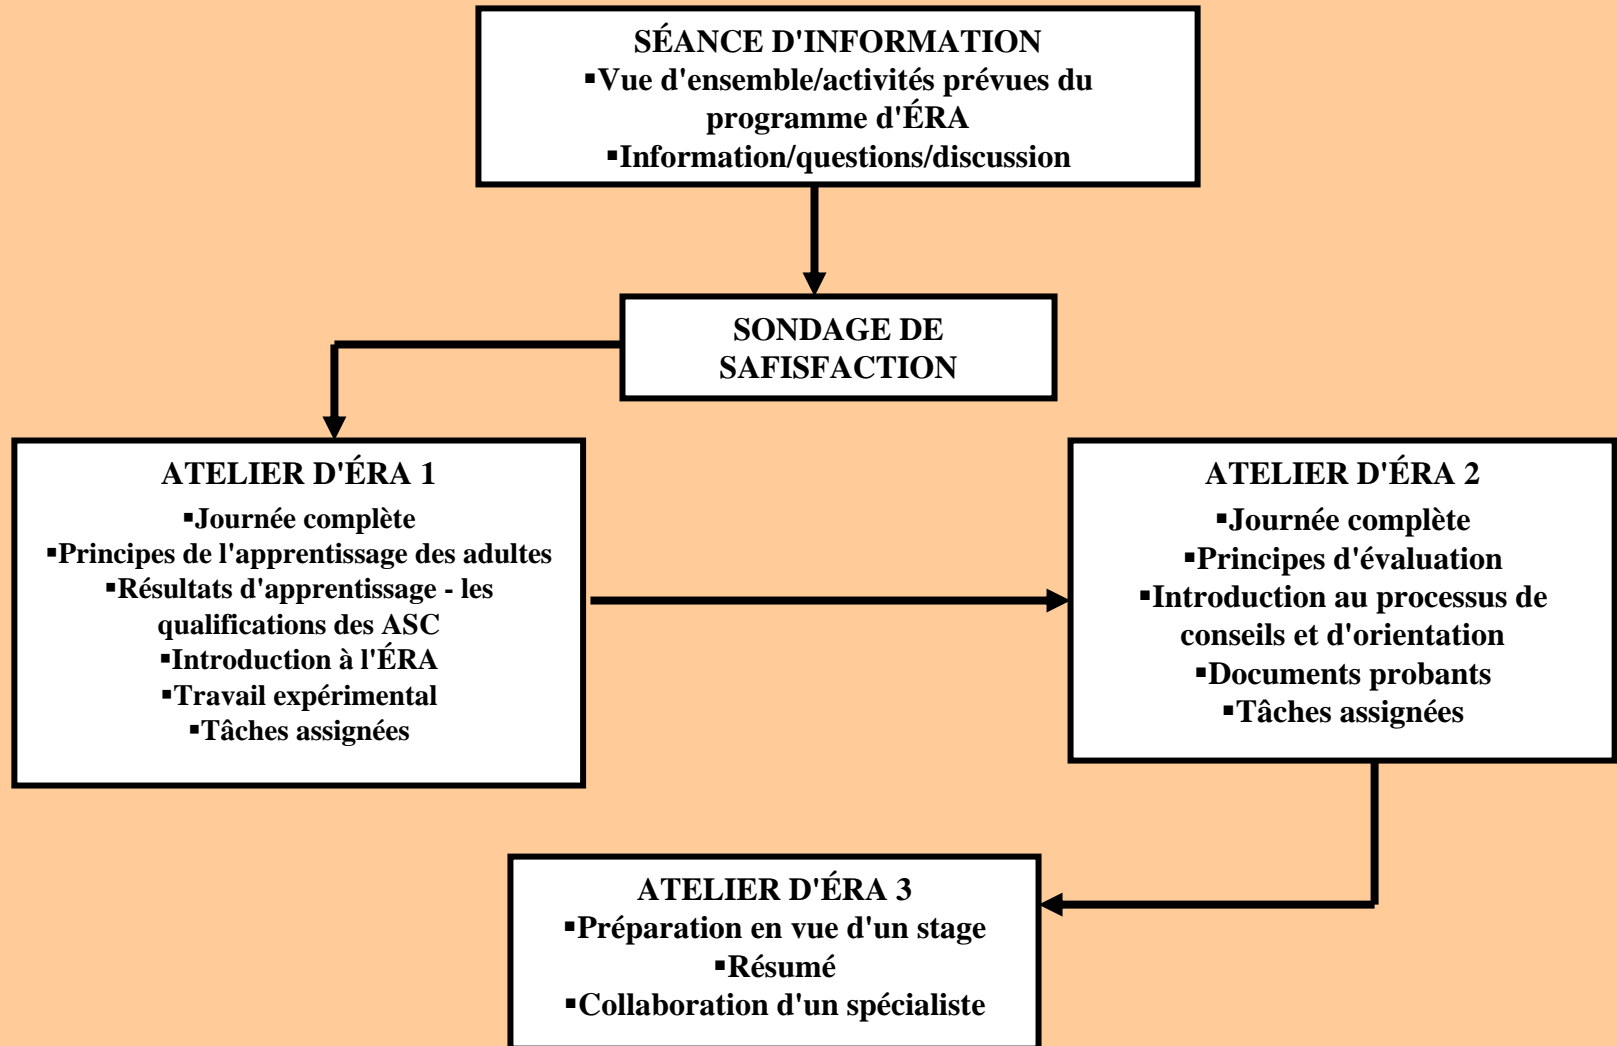 SÉANCE D'INFORMATION
▪Vue d'ensemble/activités prévues du
programme d'ÉRA
▪Information/questions/discussion
SONDAGE DE
SAFISFACTION
ATELIER D'ÉRA 1
▪Journée complète
▪Principes de l'apprentissage des adultes
▪Résultats d'apprentissage - les
qualifications des ASC
▪Introduction à l'ÉRA
▪Travail expérimental
▪Tâches assignées
ATELIER D'ÉRA 2
▪Journée complète
▪Principes d'évaluation
▪Introduction au processus de
conseils et d'orientation
▪Documents probants
▪Tâches assignées
ATELIER D'ÉRA 3
▪Préparation en vue d'un stage
▪Résumé
▪Collaboration d'un spécialiste